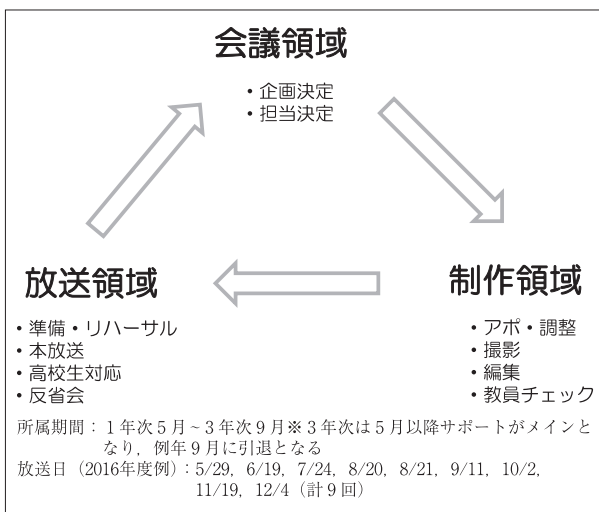 会議領域
・企画決定
・担当決定
放送領域
・準備・リハーサル
・本放送
・高校生対応
・反省会
制作領域
・アポ・調整
・撮影
・編集
・教員チェック
所属期間：１年次５月～３年次９月※３年次は５月以降サポートがメインと
なり，例年９月に引退となる
放送日（2016年度例）：5/29，6/19，7/24，8/20，8/21，9/11，10/2，
11/19，12/4（計９回）